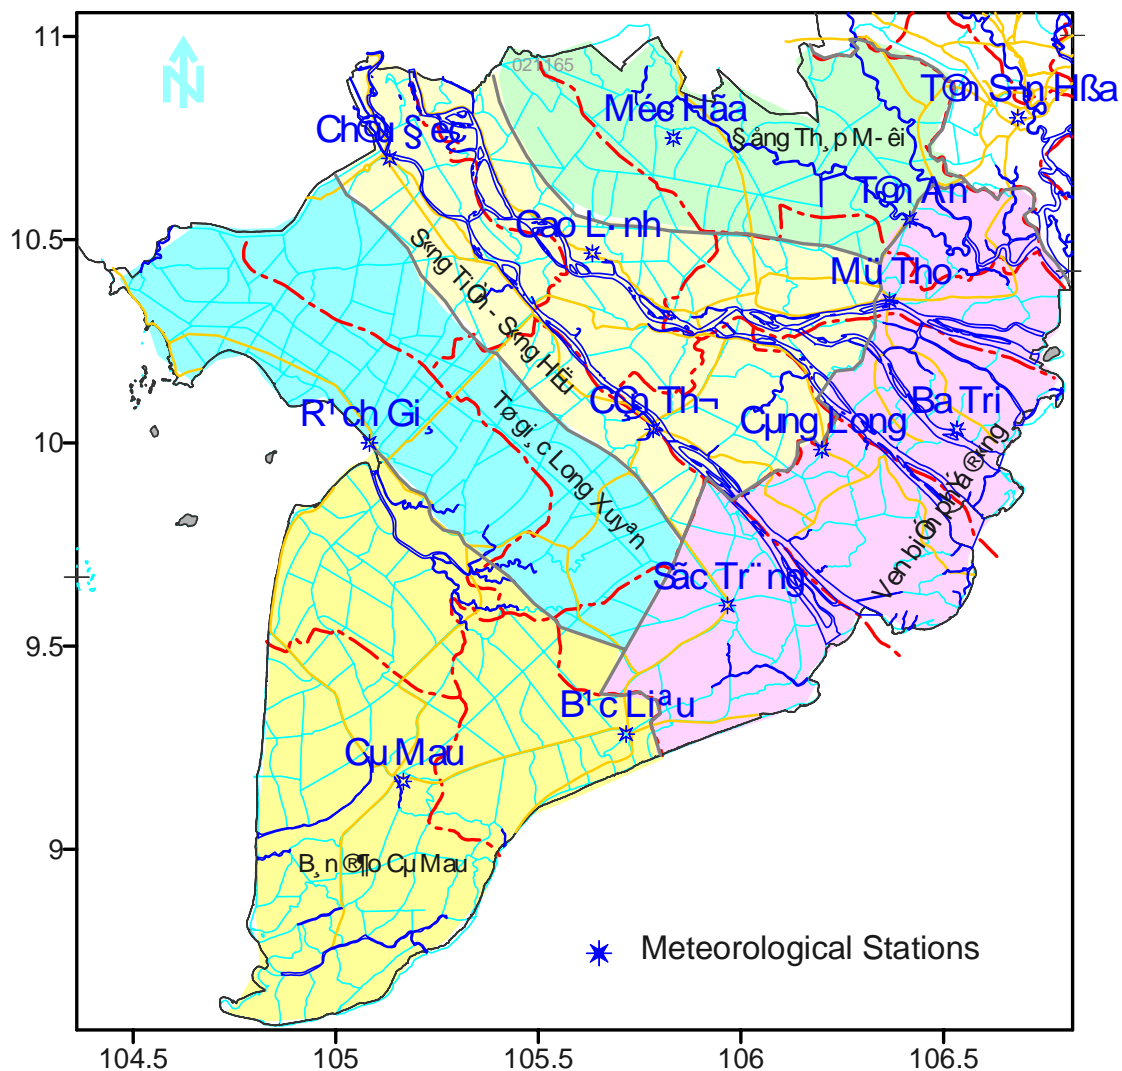 11
021165
T©n S¬n Hßa
Méc Hãa
Ch©u §èc
§ång Th¸p M-êi
T©n An
10.5
Cao L·nh
S«ng TiÒn - S«ng HËu
Mü Tho
Ba Tri
CÇn Th¬
Cµng Long
R¹ch Gi¸
10
Tø gi¸c Long Xuyªn
Ven biÓn phÝa ®«ng
Sãc Tr¨ng
9.5
B¹c Liªu
Cµ Mau
9
B¸n ®¶o Cµ Mau
Meteorological Stations
104.5 105 105.5 106 106.5